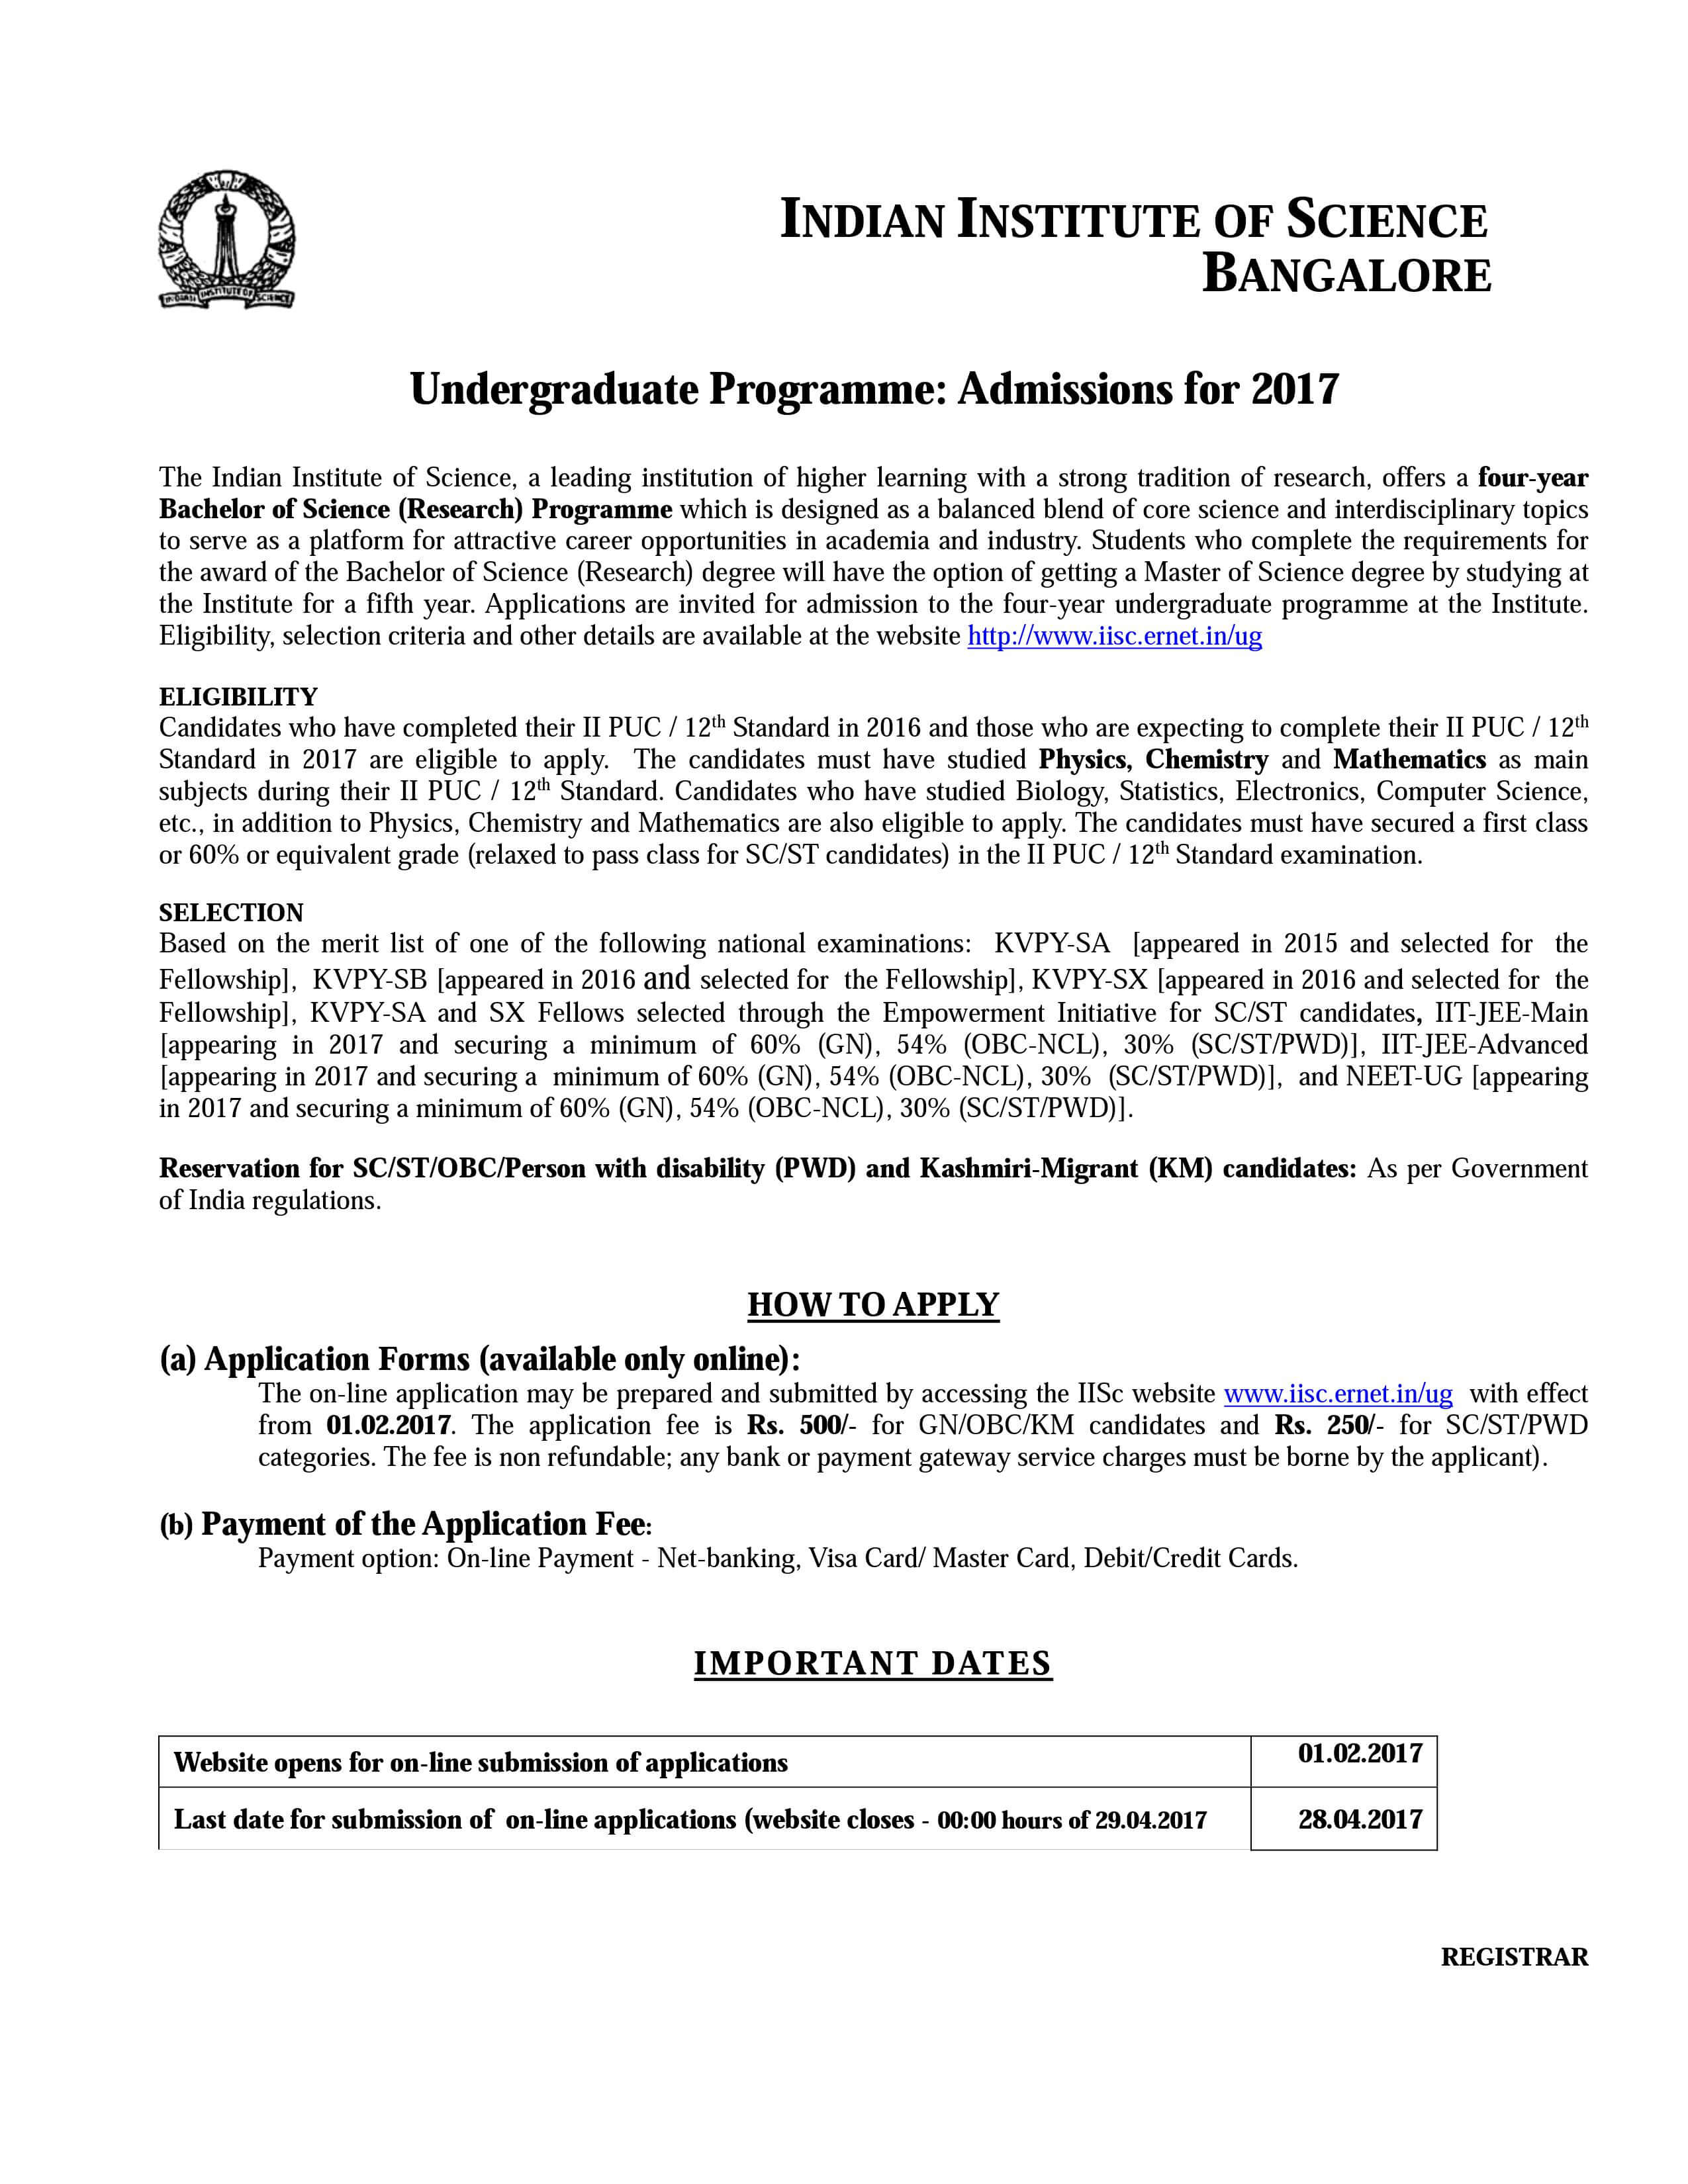 INDIAN INSTITUTE OF SCIENCE
INDIAN INSTITUTE OF SCIENCE
BANGALORE
Undergraduate Programme: Admissions for 2017
The Indian Institute of Science, a leading institution of higher learning with a strong tradition of research, offers a four-year
Bachelor of Science (Research) Programme which is designed as a balanced blend of core science and interdisciplinary topics
to serve as a platform for attractive career opportunities in academia and industry. Students who complete the requirements for
the award of the Bachelor of Science (Research) degree will have the option of getting a Master of Science degree by studying at
the Institute for a fifth year. Applications are invited for admission to the four-year undergraduate programme at the Institute.
Eligibility, selection criteria and other details are available at the website http://www.iisc.ernet.in/ug
ELIGIBILITY
Candidates who have completed their II PUC / 12th Standard in 2016 and those who are expecting to complete their II PUC / 12th
Standard in 2017 are eligible to apply. The candidates must have studied Physics, Chemistry and Mathematics as main
subjects during their II PUC / 12th Standard. Candidates who have studied Biology, Statistics, Electronics, Computer Science,
etc., in addition to Physics, Chemistry and Mathematics are also eligible to apply. The candidates must have secured a first class
or 60% or equivalent grade (relaxed to pass class for SC/ST candidates) in the II PUC / 12th Standard examination.
SELECTION
Based on the merit list of one of the following national examinations: KVPY-SA [appeared in 2015 and selected for the
Fellowship], KVPY-SB [appeared in 2016 and selected for the Fellowship], KVPY-SX [appeared in 2016 and selected for the
Fellowship], KVPY-SA and SX Fellows selected through the Empowerment Initiative for SC/ST candidates, IIT-JEE-Main
[appearing in 2017 and securing a minimum of 60% (GN), 54% (OBC-NCL), 30% (SC/ST/PWD)], IIT-JEE-Advanced
[appearing in 2017 and securing a minimum of 60% (GN), 54% (OBC-NCL), 30% (SC/ST/PWD)], and NEET-UG [appearing
in 2017 and securing a minimum of 60% (GN), 54% (OBC-NCL), 30% (SC/ST/PWD)].
Reservation for SC/ST/OBC/Person with disability (PWD) and Kashmiri-Migrant (KM) candidates: As per Government
of India regulations.
HOW TO APPLY
(a) Application Forms (available only online):
The on-line application may be prepared and submitted by accessing the IISc website www.iisc.ernet.in/ug with effect
from 01.02.2017. The application fee is Rs. 500/- for GN/OBC/KM candidates and Rs. 250/- for SC/ST/PWD
categories. The fee is non refundable; any bank or payment gateway service charges must be borne by the applicant).
(b) Payment of the Application Fee:
Payment option: On-line Payment - Net-banking, Visa Card/ Master Card, Debit/Credit Cards.
IMPORTANT DATES
Website opens for on-line submission of applications 01.02.2017
Last date for submission of on-line applications (website closes - 00:00 hours of 29.04.2017 28.04.2017
REGISTRAR